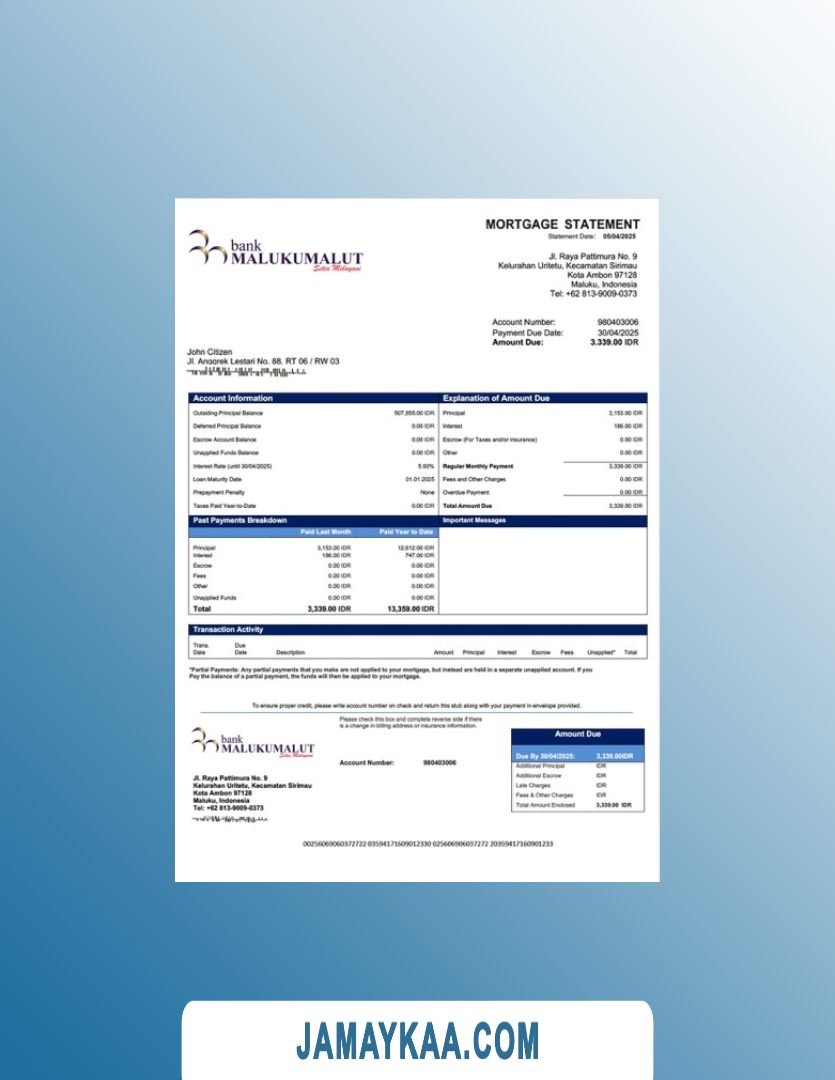 bank
MALUKUMALUT
Setia Melayani
MORTGAGE STATEMENT
Statement Date: 05/04/2025
Jl. Raya Pattimura No. 9
Kelurahan Uritetu, Kecamatan Sirimau
Kota Ambon 97128
Maluku, Indonesia
Tel: +62 813-9009-0373
Account Number: 980403006
Payment Due Date: 30/04/2025
Amount Due: 3.339.00 IDR
John Citizen
Jl. Anggrek Lestari No. 88. RT 06 / RW 03
Account Information
Outsiding Principal Balance 507,855.00 IDR
Deferred Principal Balance 0.00 IDR
Escrow Account Balance 0.00 IDR
Unapplied Funds Balance 0.00 IDR
Interest Rate (until 30/04/2025) 5.93%
Loan Maturity Date 01.01.2025
Prepayment Penalty None
Taxes Paid Year-to-Date 0.00 IDR
Explanation of Amount Due
Principal 3,153.00 IDR
Interest 186.00 IDR
Escrow (For Taxes and/or insurance) 0.00 IDR
Other 0.00 IDR
Regular Monthly Payment 3,339.00 IDR
Fees and Other Charges 0.00 IDR
Overdue Payment 0.00 IDR
Total Amount Due 3,339.00 IDR
Past Payments Breakdown
Paid Last Month Paid Year to Date
Principal 3,153.00 IDR 12,612.00 IDR
Interest 186.00 IDR 747.00 IDR
Escrow 0.00 IDR 0.00 IDR
Fees 0.00 IDR 0.00 IDR
Other 0.00 IDR 0.00 IDR
Unapplied Funds 0.00 IDR 0.00 IDR
Total 3,339.00 IDR 13,359.00 IDR
Important Messages
Transaction Activity
Trans. Due
Date Date Description Amount Principal Interest Escrow Fees Unapplied* Total
*Partial Payments: Any partial payments that you make are not applied to your mortgage, but instead are held in a separate unapplied account. If you
Pay the balance of a partial payment, the funds will then be applied to your mortgage.
To ensure proper credit, please write account number on check and return this stub along with your payment in envelope provided.
bank
MALUKUMALUT
Setia Melayani
Jl. Raya Pattimura No. 9
Kelurahan Uritetu, Kecamatan Sirimau
Kota Ambon 97128
Maluku, Indonesia
Tel: +62 813-9009-0373
Please check this box and complete reverse side if there
is a change in billing address or insurance information.
Account Number: 980403006
Amount Due
Due By 30/04/2025: 3,339.00IDR
Additional Principal IDR
Additional Escrow IDR
Late Charges IDR
Fees & Other Charges IDR
Total Amount Enclosed 3,339.00 IDR
00256069060372722 03594171609012330 025606906037272 20359417160901233
JAMAYKAA.COM